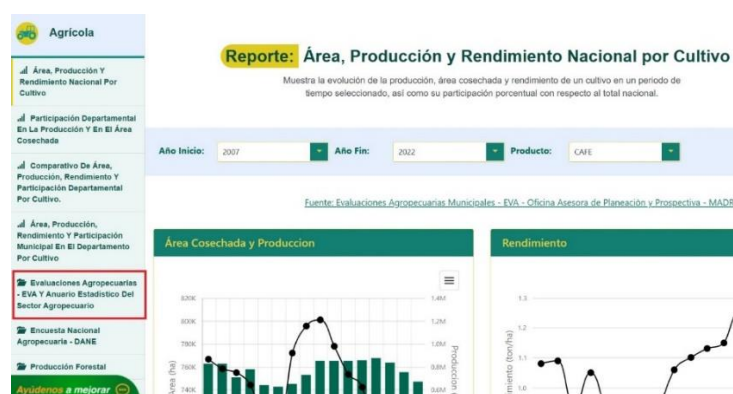 Agrícola
Área, Producción Y
Rendimiento Nacional Por
Cultivo
Participación Departamental
En La Producción Y En El Área
Cosechada
Comparativo De Área,
Producción, Rendimiento Y
Participación Departamental
Por Cultivo.
Área, Producción,
Rendimiento Y Participación
Municipal En El Departamento
Por Cultivo
Evaluaciones Agropecuarias
- EVA Y Anuario Estadistico Del
Sector Agropecuario
Encuesta Nacional
Agropecuaria - DANE
Producción Forestal
Ayúdenos a mejorar
Reporte: Área, Producción y Rendimiento Nacional por Cultivo
Muestra la evolución de la producción, área cosechada y rendimiento de un cultivo en un periodo de
tiempo seleccionado, así como su participación porcentual con respecto al total nacional.
Año Inicio: 2007 Año Fin: 2022 Producto: CAFE
Fuente: Evaluaciones Agropecuarias Municipales - EVA - Oficina Asesora de Planeación y Prospectiva - MADR
Área Cosechada y Produccion
820K
800K
780K
760K
740K
Área (ha)
1.4M
1.2M
1.0M
0.8M
0.6M
Produccion
Rendimiento
1.3
1.2
1.1
1.0
(ton/ha)